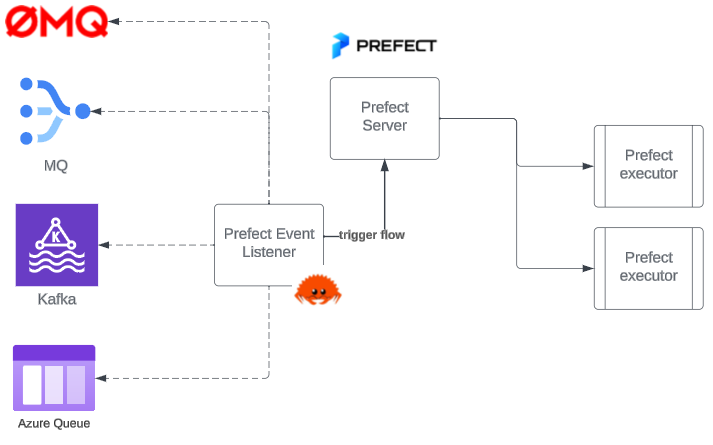 ØMQ
PREFECT
Prefect
Server
MQ
Prefect
executor
Prefect Event
Listener
trigger flow
K
Kafka
Prefect
executor
Azure Queue